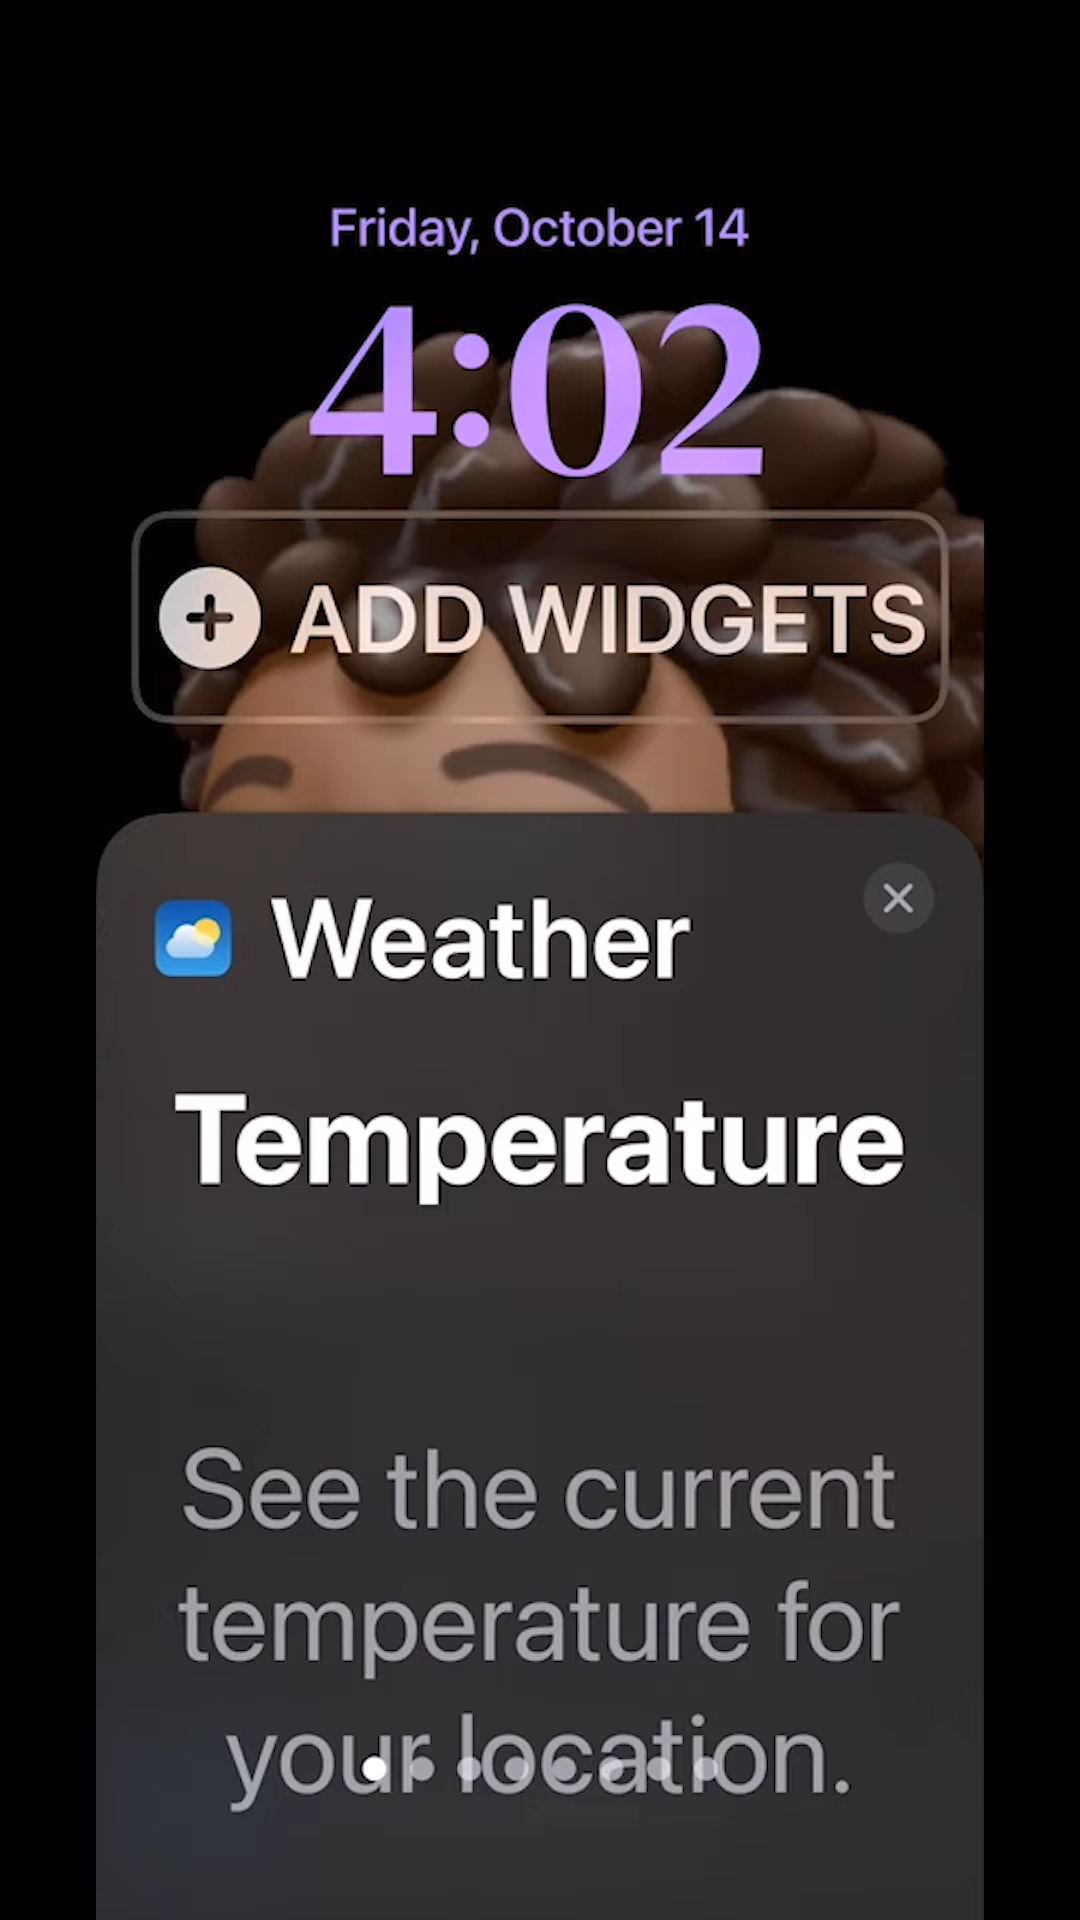 Friday, October 14
4:02
ADD WIDGETS
Weather
Temperature
See the current
temperature for
your location.